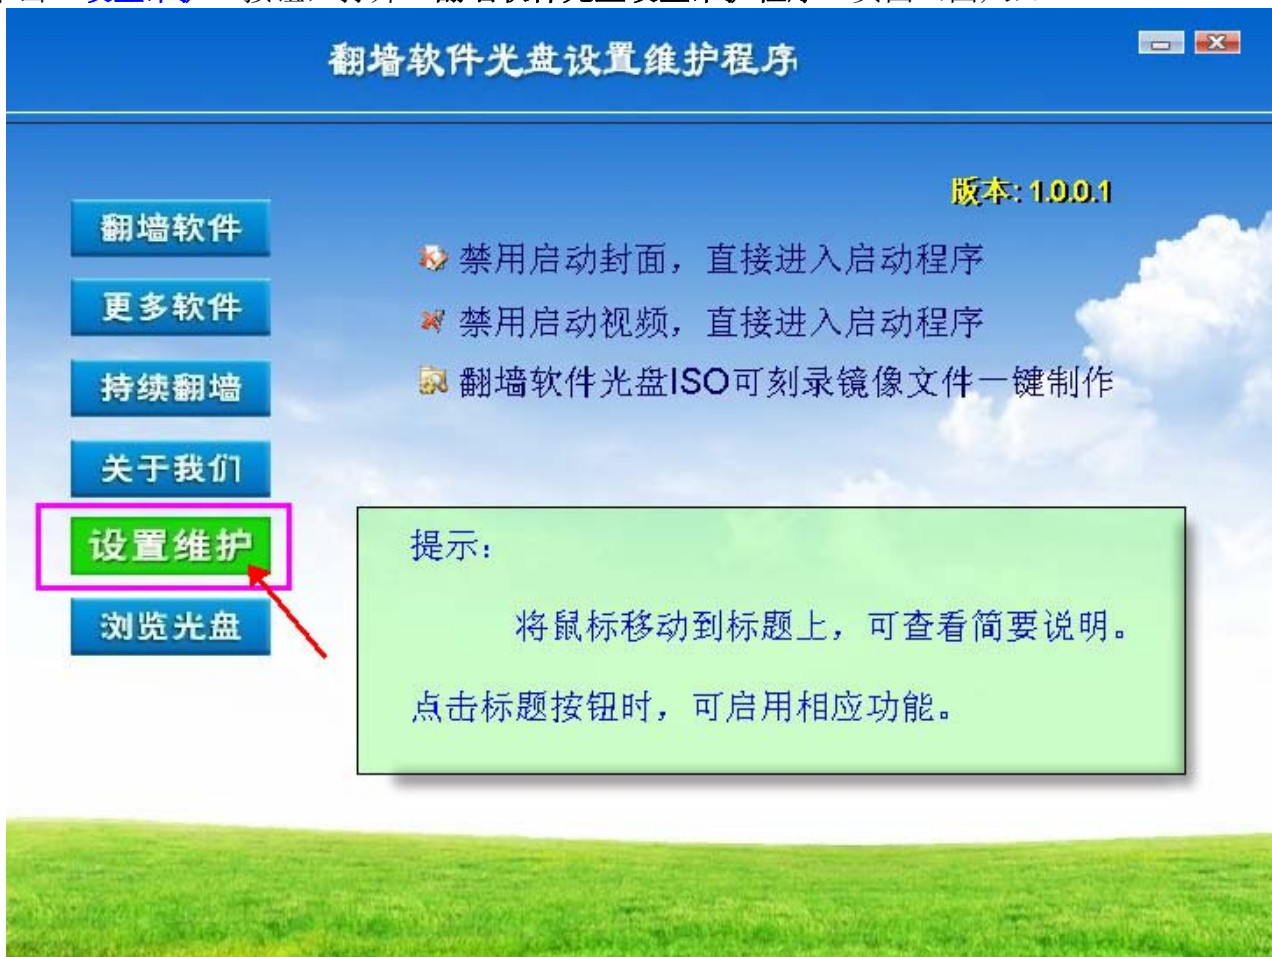 翻墙软件光盘设置维护程序
版本: 1.0.0.1
翻墙软件
更多软件
持续翻墙
关于我们
设置维护
浏览光盘
禁用启动封面，直接进入启动程序
禁用启动视频，直接进入启动程序
翻墙软件光盘ISO可刻录镜像文件一键制作
提示：
将鼠标移动到标题上，可查看简要说明。
点击标题按钮时，可启用相应功能。